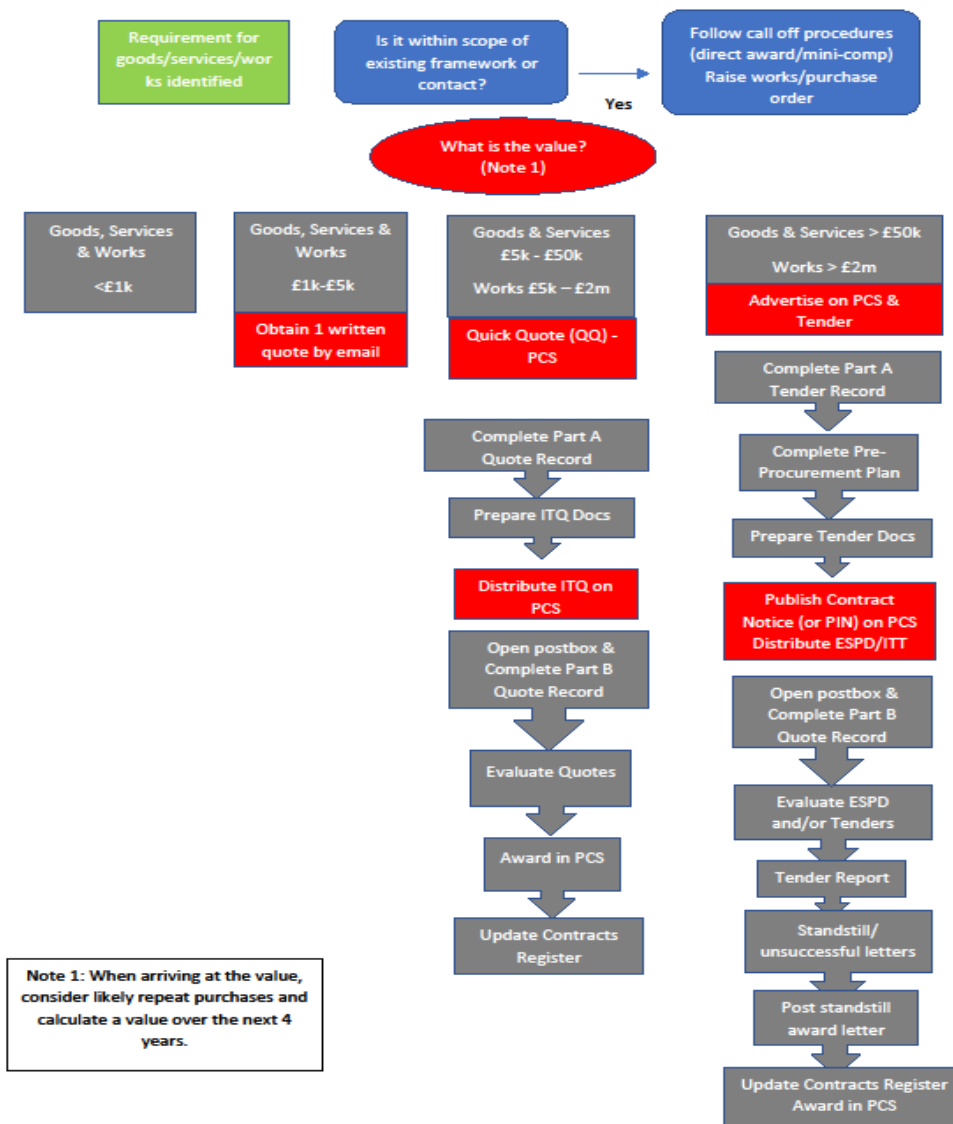 Requirement for
goods/services/wor
ks identified
Is it within scope of
existing framework or
contact?
Yes
Follow call off procedures
(direct award/mini-comp)
Raise works/purchase
order
What is the value?
(Note 1)
Goods, Services
& Works
<£1k
Goods, Services &
Works
£1k-£5k
Obtain 1 written
quote by email
Goods & Services
£5k - £50k
Works £5k – £2m
Quick Quote (QQ) -
PCS
Complete Part A
Quote Record
Prepare ITQ Docs
Distribute ITQ on
PCS
Open postbox &
Complete Part B
Quote Record
Evaluate Quotes
Award in PCS
Update Contracts
Register
Goods & Services > £50k
Works > £2m
Advertise on PCS &
Tender
Complete Part A
Tender Record
Complete Pre-
Procurement Plan
Prepare Tender Docs
Publish Contract
Notice (or PIN) on PCS
Distribute ESPD/ITT
Open postbox &
Complete Part B
Quote Record
Evaluate ESPD
and/or Tenders
Tender Report
Standstill/
unsuccessful letters
Post standstill
award letter
Update Contracts Register
Award in PCS
Note 1: When arriving at the value,
consider likely repeat purchases and
calculate a value over the next 4
years.